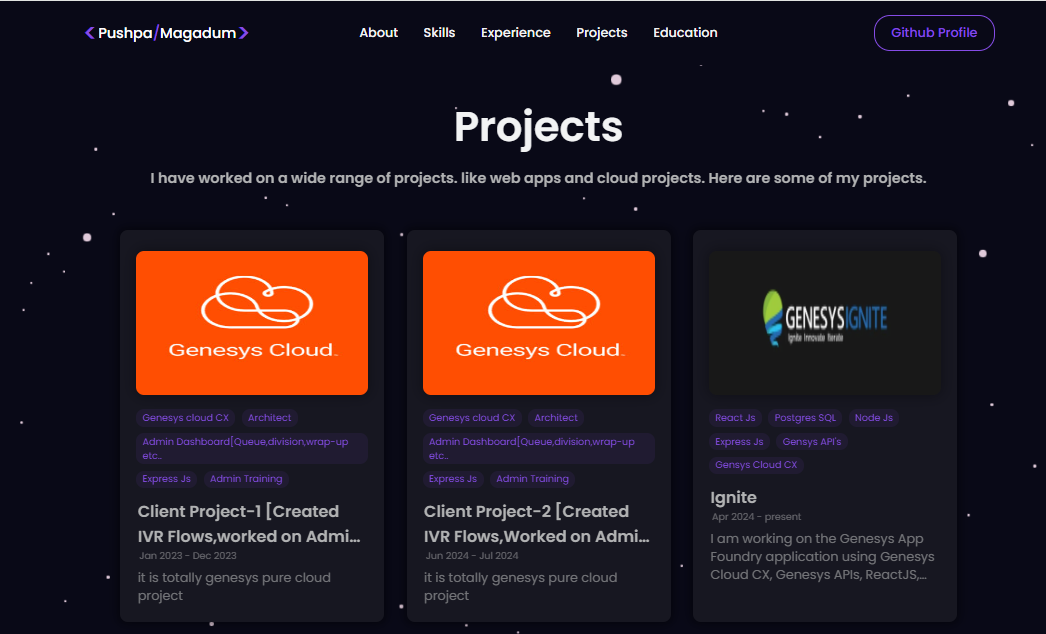 < Pushpa/Magadum >
About Skills Experience Projects Education
Github Profile
Projects
I have worked on a wide range of projects. like web apps and cloud projects. Here are some of my projects.
Genesys Cloud™
Genesys cloud CX Architect
Admin Dashboard[Queue,division,wrap-up
etc..
Express Js Admin Training
Client Project-1 [Created
IVR Flows,worked on Admi...
Jan 2023 - Dec 2023
it is totally genesys pure cloud
project
Genesys Cloud™
Genesys cloud CX Architect
Admin Dashboard[Queue,division,wrap-up
etc..
Express Js Admin Training
Client Project-2 [Created
IVR Flows,Worked on Admi...
Jun 2024 - Jul 2024
it is totally genesys pure cloud
project
GENESYSIGNITE
Ignite Innovate Iterate
React Js Postgres SQL Node Js
Express Js Gensys API's
Gensys Cloud CX
Ignite
Apr 2024 - present
I am working on the Genesys App
Foundry application using Genesys
Cloud CX, Genesys APIs, ReactJS,...